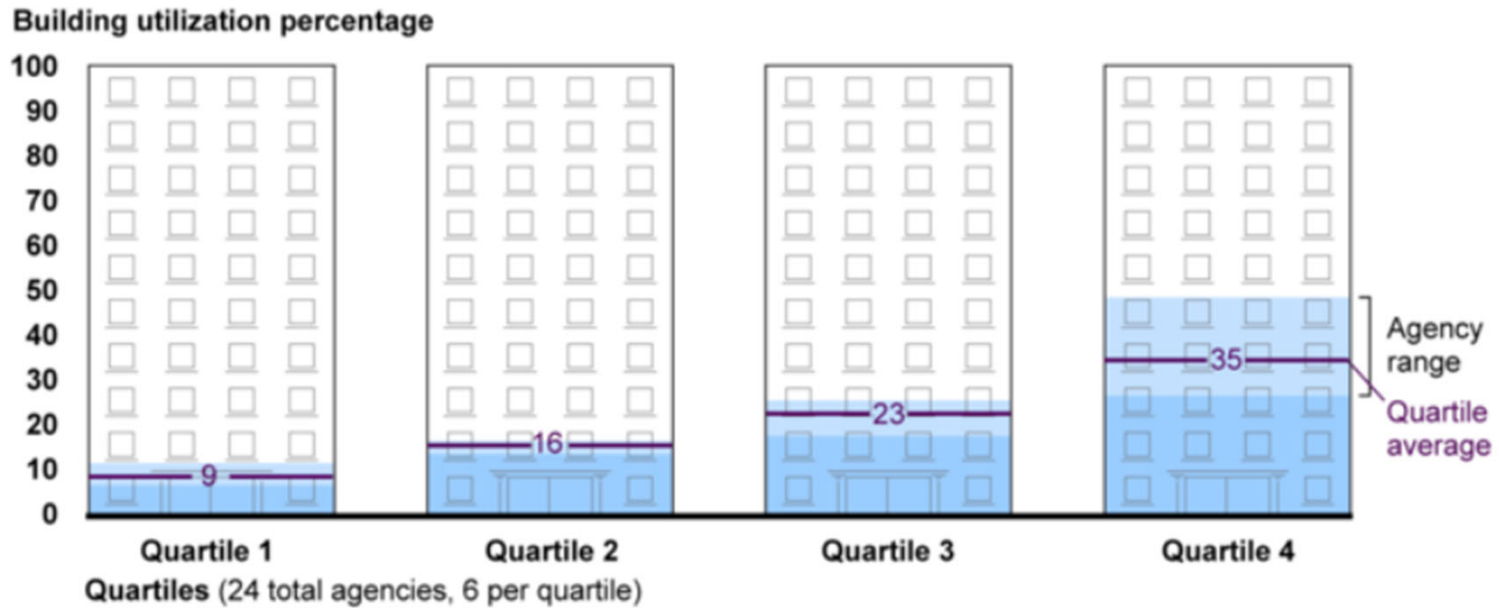 Building utilization percentage
100
90
80
70
60
50
40
30
20
10
0
9
16
23
35
Agency
range
Quartile
average
Quartile 1
Quartile 2
Quartile 3
Quartile 4
Quartiles (24 total agencies, 6 per quartile)